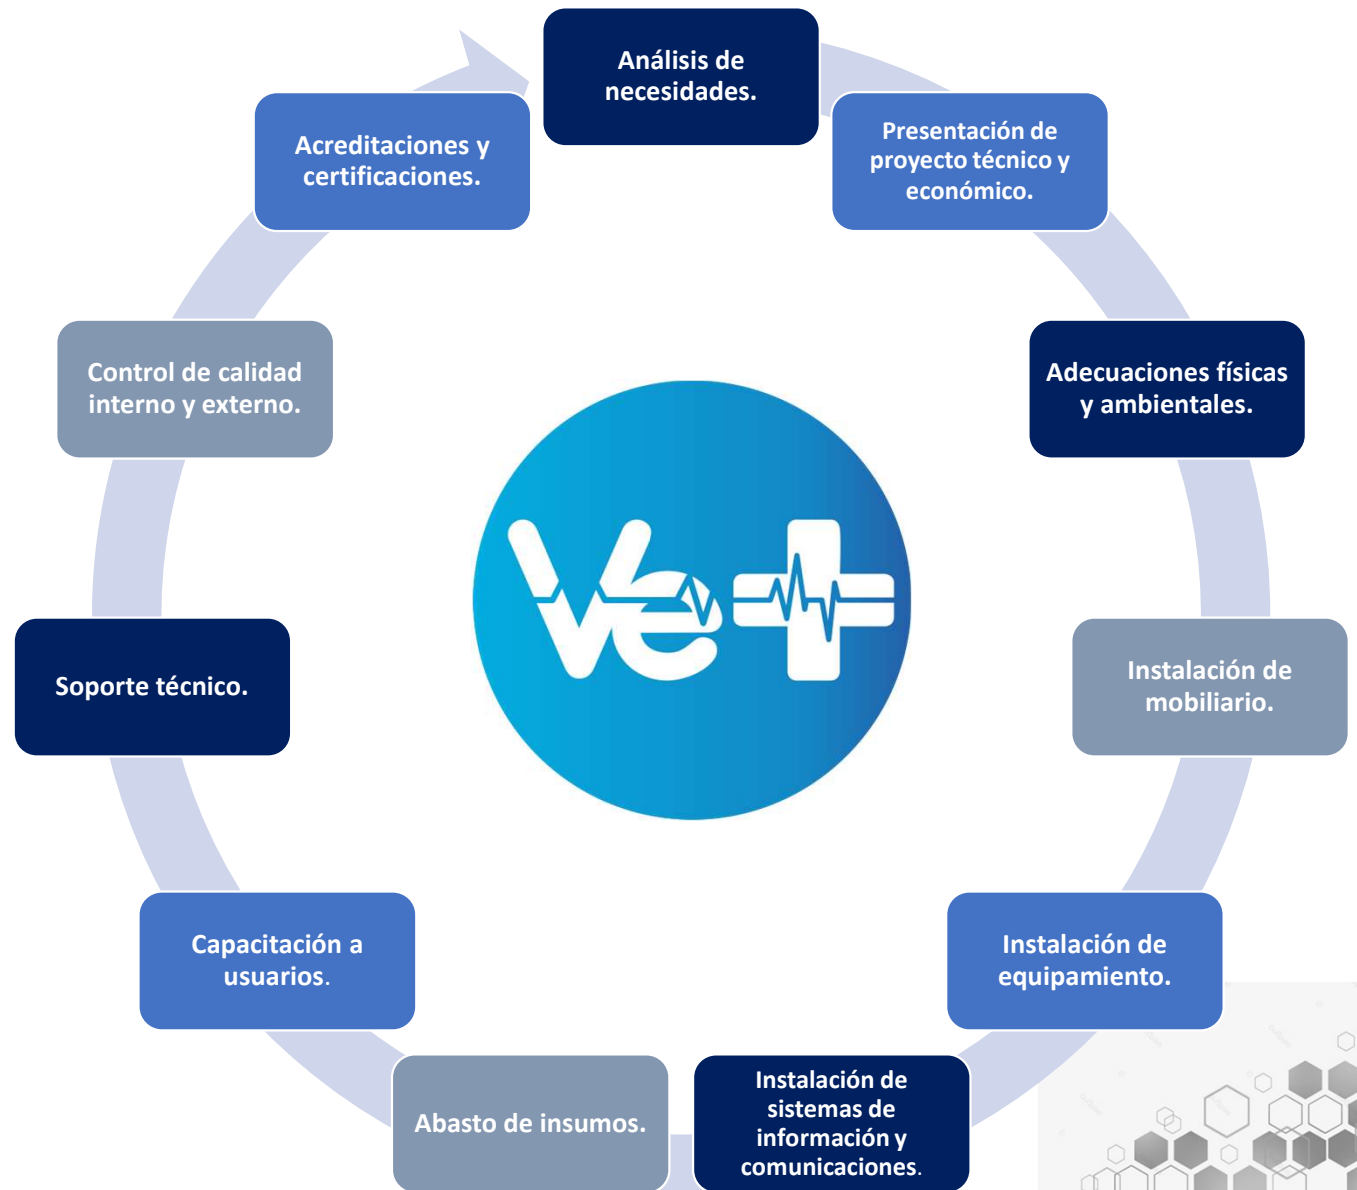 Análisis de
necesidades.
Presentación de
proyecto técnico y
económico.
Adecuaciones físicas
y ambientales.
Instalación de
mobiliario.
Instalación de
equipamiento.
Instalación de
sistemas de
información y
comunicaciones.
Abasto de insumos.
Capacitación a
usuarios.
Soporte técnico.
Control de calidad
interno y externo.
Acreditaciones y
certificaciones.
Ve+